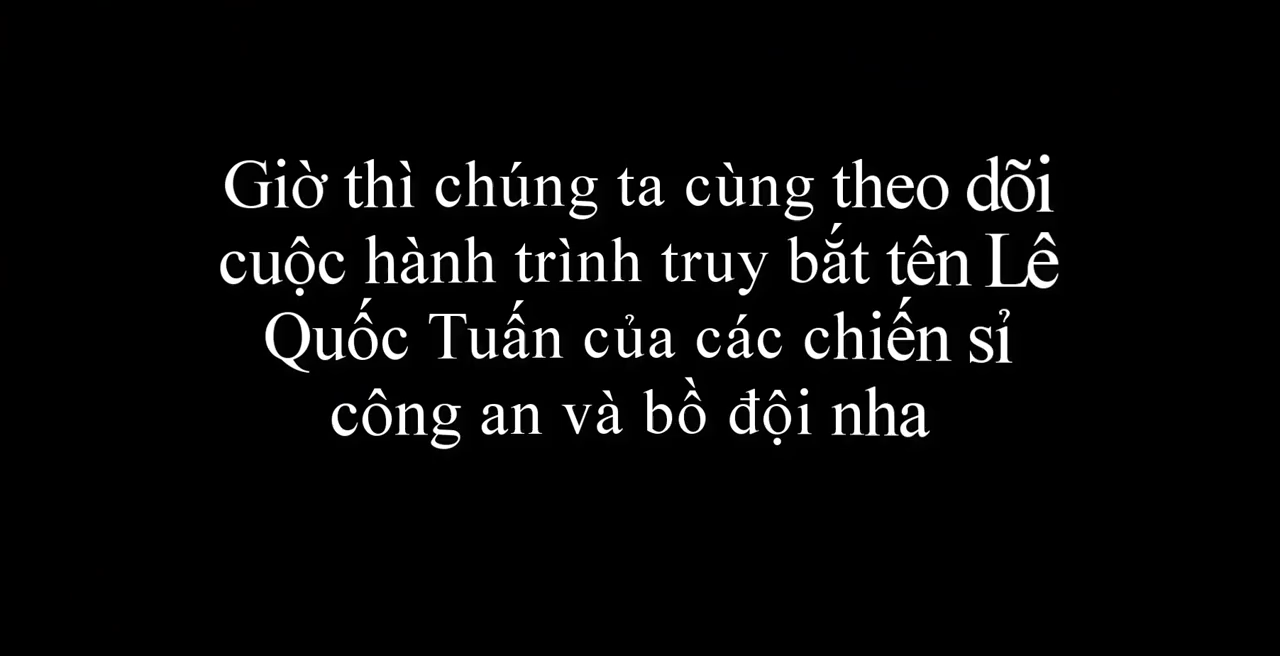 Giờ thì chúng ta cùng theo dõi
cuộc hành trình truy bắt tên Lê
Quốc Tuấn của các chiến sỉ
công an và bồ đội nha